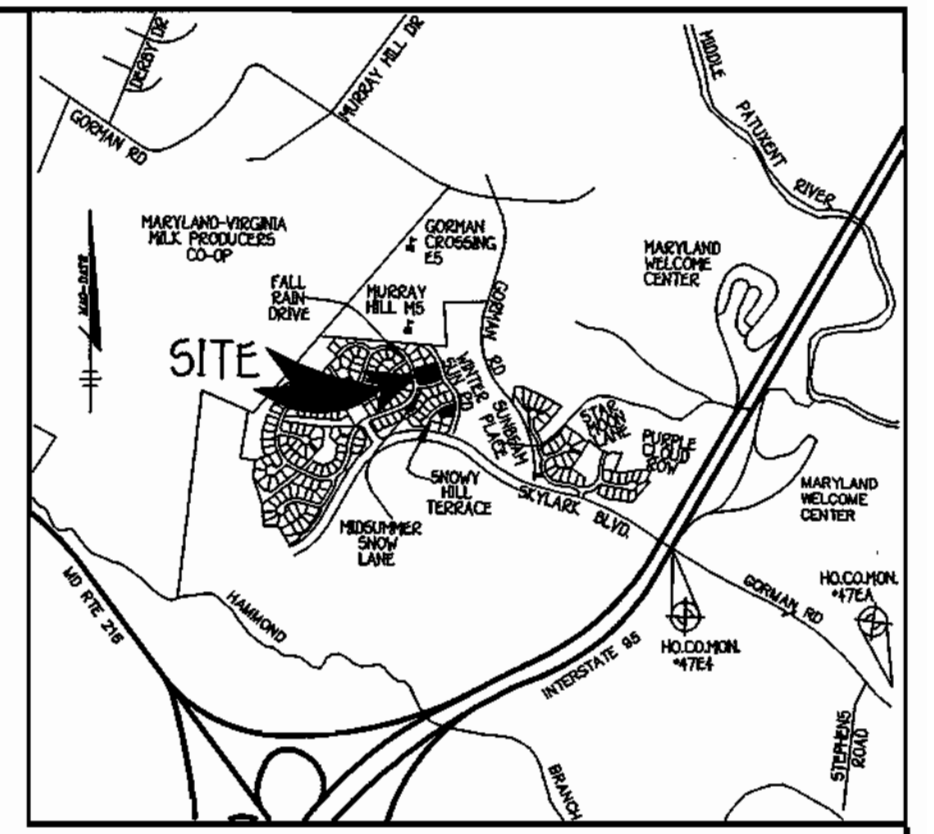 DERBY DR
MURRAY HILL DR
GORMAN RD
MIDDLE
PATUXENT
RIVER
MARYLAND-VIRGINIA
MILK PRODUCERS
CO-OP
GORMAN
CROSSING
ES
MARYLAND
WELCOME
CENTER
FALL
RAIN
DRIVE
MURRAY
HILL MS
GORMAN RD
SITE
WINTER
SUN RD
SUNBEAM
PLACE
STAR
MOON
LANE
PURPLE
CLOUD
ROW
SNOWY
HILL
TERRACE
SKYLARK BLVD.
MARYLAND
WELCOME
CENTER
MIDSUMMER
SNOW
LANE
MD RTE 216
HAMMOND
GORMAN RD
HO.CO.MON.
*47EA
HO.CO.MON.
*47E4
INTERSTATE 95
STEPHENS
ROAD
BRANCH